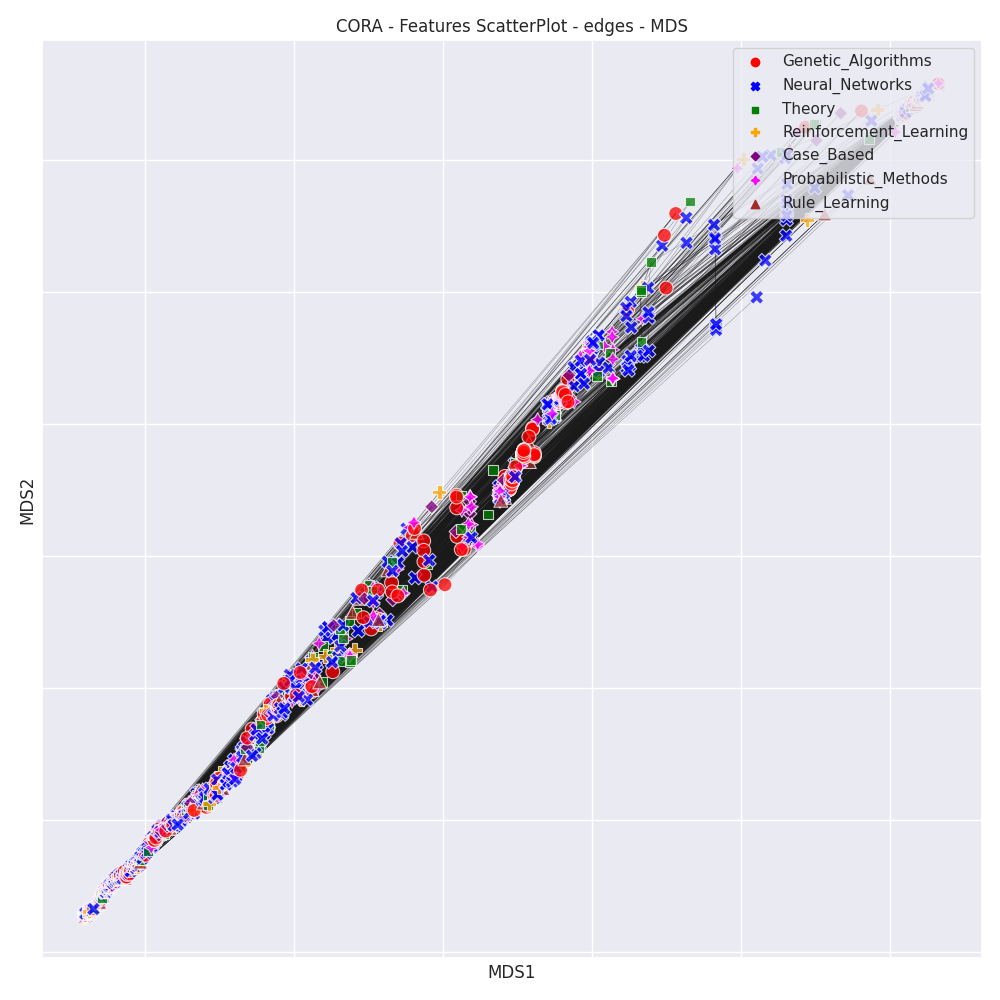 CORA - Features ScatterPlot - edges - MDS
Genetic_Algorithms
Neural_Networks
Theory
Reinforcement_Learning
Case_Based
Probabilistic_Methods
Rule_Learning
MDS2
MDS1